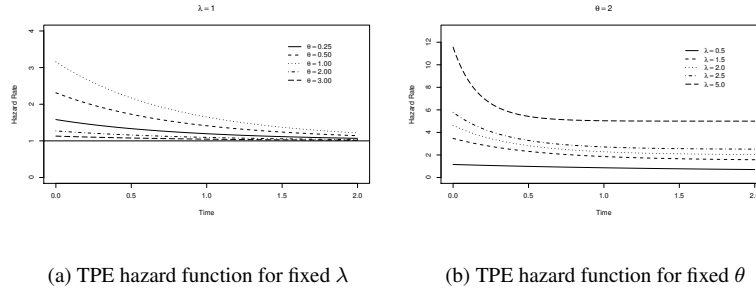 λ = 1
Hazard Rate
0 1 2 3 4
θ = 0.25
θ = 0.50
θ = 1.00
θ = 2.00
θ = 3.00
0.0 0.5 1.0 1.5 2.0
Time
(a) TPE hazard function for fixed λ
θ = 2
Hazard Rate
0 2 4 6 8 10 12
λ = 0.5
λ = 1.5
λ = 2.0
λ = 2.5
λ = 5.0
0.0 0.5 1.0 1.5 2.0
Time
(b) TPE hazard function for fixed θ